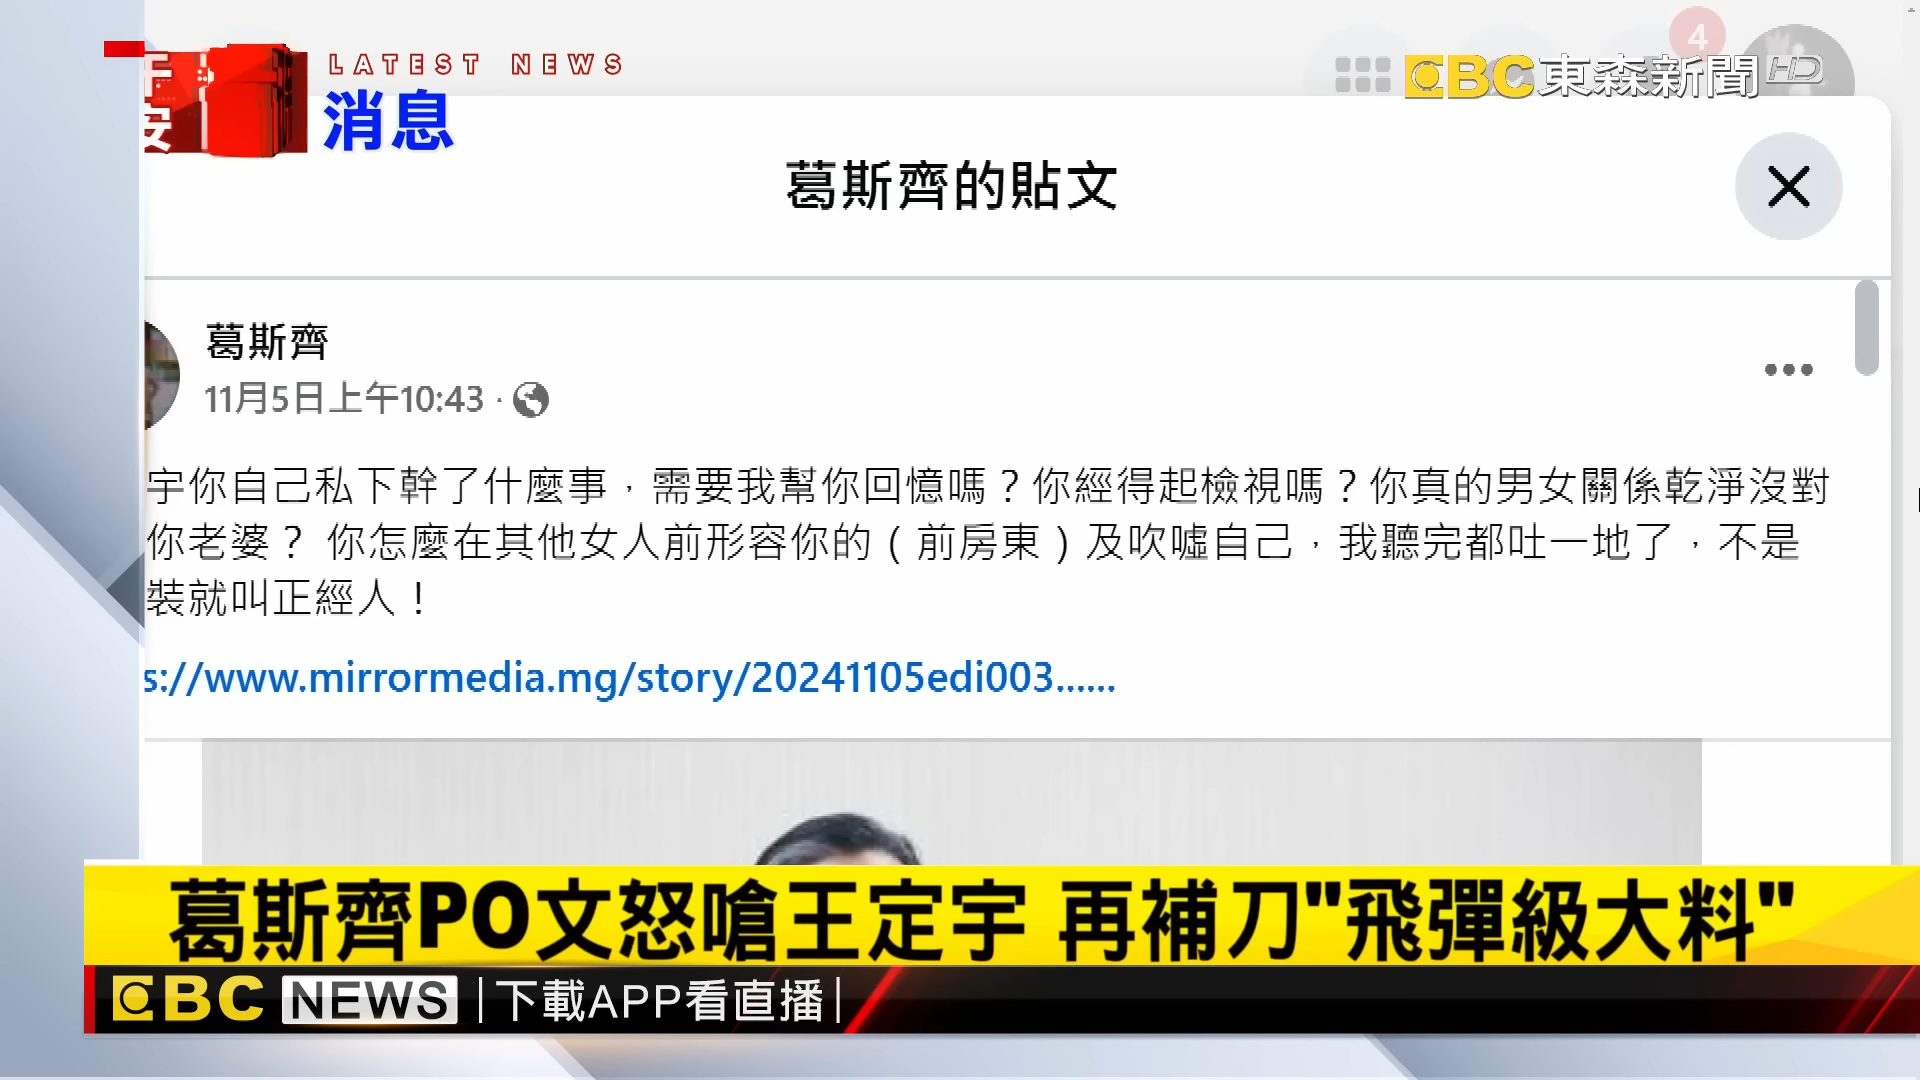 LATEST NEWS
消息
4
EBC東森新聞HD
葛斯齊的貼文
葛斯齊
11月5日上午10:43
宇你自己私下幹了什麼事，需要我幫你回憶嗎？你經得起檢視嗎？你真的男女關係乾淨沒對
你老婆？ 你怎麼在其他女人前形容你的（前房東）及吹噓自己，我聽完都吐一地了，不是
裝就叫正經人！
s://www.mirrormedia.mg/story/20241105edi003......
葛斯齊PO文怒嗆王定宇 再補刀"飛彈級大料"
EBC NEWS |下載APP看直播|